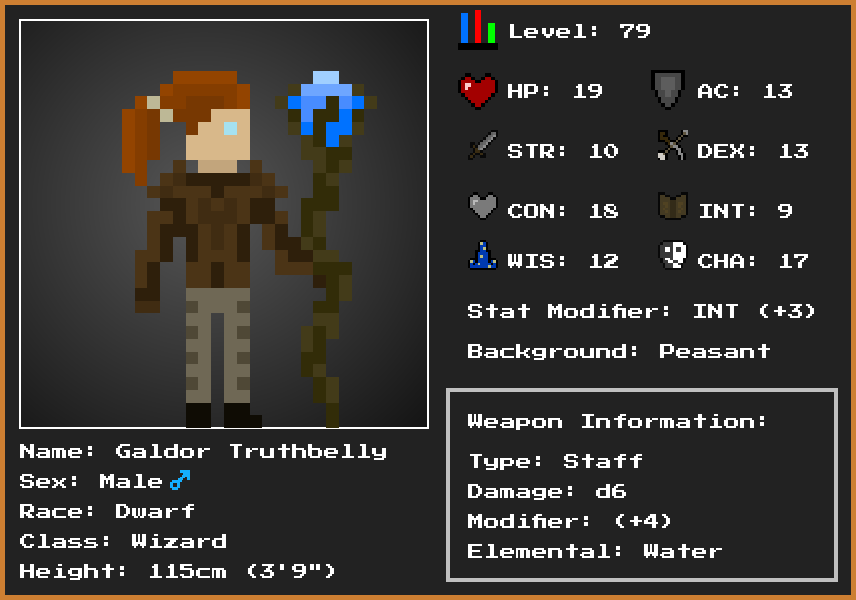 Level: 79
HP: 19
AC: 13
STR: 10
DEX: 13
CON: 18
INT: 9
WIS: 12
CHA: 17
Stat Modifier: INT (+3)
Background: Peasant
Weapon Information:
Type: Staff
Damage: d6
Modifier: (+4)
Elemental: Water
Name: Galdor Truthbelly
Sex: Male ♂
Race: Dwarf
Class: Wizard
Height: 115cm (3'9")